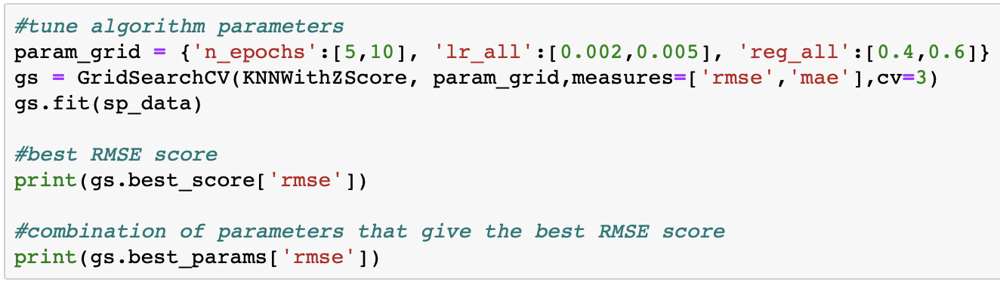 #tune algorithm parameters
param_grid = {'n_epochs':[5,10], 'lr_all':[0.002,0.005], 'reg_all':[0.4,0.6]}
gs = GridSearchCV(KNNWithZScore, param_grid,measures=['rmse','mae'],cv=3)
gs.fit(sp_data)
#best RMSE score
print(gs.best_score['rmse'])
#combination of parameters that give the best RMSE score
print(gs.best_params['rmse'])